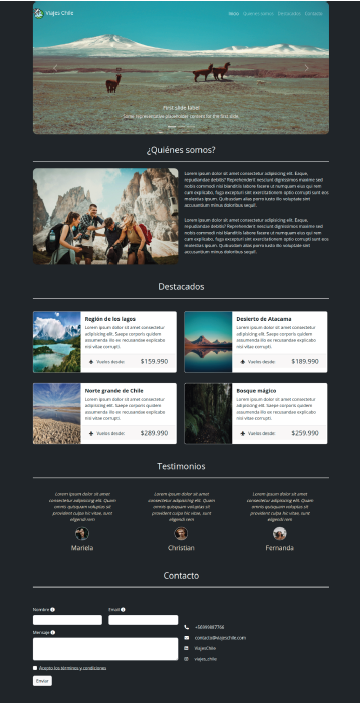 Viajes Chile
Inicio Quiénes somos Destacados Contacto
First slide label
Some representative placeholder content for the first slide.
¿Quiénes somos?
Lorem ipsum dolor sit amet consectetur adipisicing elit. Eaque,
repudiandae debitis? Reprehenderit nesciunt dignissimos maxime sed
nobis commodi nisi blanditiis labore facere ut numquam eius qui rem
cum explicabo, fuga excepturi sint exercitationem optio corrupti sunt eos
molestias ipsum. Quibusdam alias porro iusto illo voluptates sint
accusantium minus darbest sequi!.
Lorem ipsum dolor sit amet consectetur adipisicing elit. Eaque,
repudiandae debitis? Reprehenderit nesciunt dignissimos maxime sed
nobis commodi nisi blanditiis labore facere ut numquam eius qui rem
cum explicabo, fuga excepturi sint exercitationem optio corrupti sunt eos
molestias ipsum. Quibusdam alias porro iusto illo voluptates sint
accusantium minus sequi!.
Destacados
Región de los lagos
Lorem ipsum dolor sit amet consectetur
adipisicing elit. Saepe corporis quidem
assumenda illo ex recusandae explicabo
nisi vitae corrupti.
Vuelos desde: $159.990
Desierto de Atacama
Lorem ipsum dolor sit amet consectetur
adipisicing elit. Saepe corporis quidem
assumenda illo ex recusandae explicabo
nisi vitae corrupti.
Vuelos desde: $189.990
Norte grande de Chile
Lorem ipsum dolor sit amet consectetur
adipisicing elit. Saepe corporis quidem
assumenda illo ex recusandae explicabo
nisi vitae corrupti.
Vuelos desde: $289.990
Bosque mágico
Lorem ipsum dolor sit amet consectetur
adipisicing elit. Saepe corporis quidem
assumenda illo ex recusandae explicabo
nisi vitae corrupti.
Vuelos desde: $259.990
Testimonios
Lorem ipsum dolor sit amet
consectetur adipisicing elit. Quam
omnis quisquam voluptas sit
provident culpa hic vitae, sunt
eligendi rem
Mariela
Lorem ipsum dolor sit amet
consectetur adipisicing elit. Quam
omnis quisquam voluptas sit
provident culpa hic vitae, sunt
eligendi rem
Christian
Lorem ipsum dolor sit amet
consectetur adipisicing elit. Quam
omnis quisquam voluptas sit
provident culpa hic vitae, sunt
eligendi rem
Fernanda
Contacto
Nombre
Email
Mensaje
Acepto los términos y condiciones
Enviar
+56999887766
contacto@viajeschile.com
ViajesChile
viajes_chile